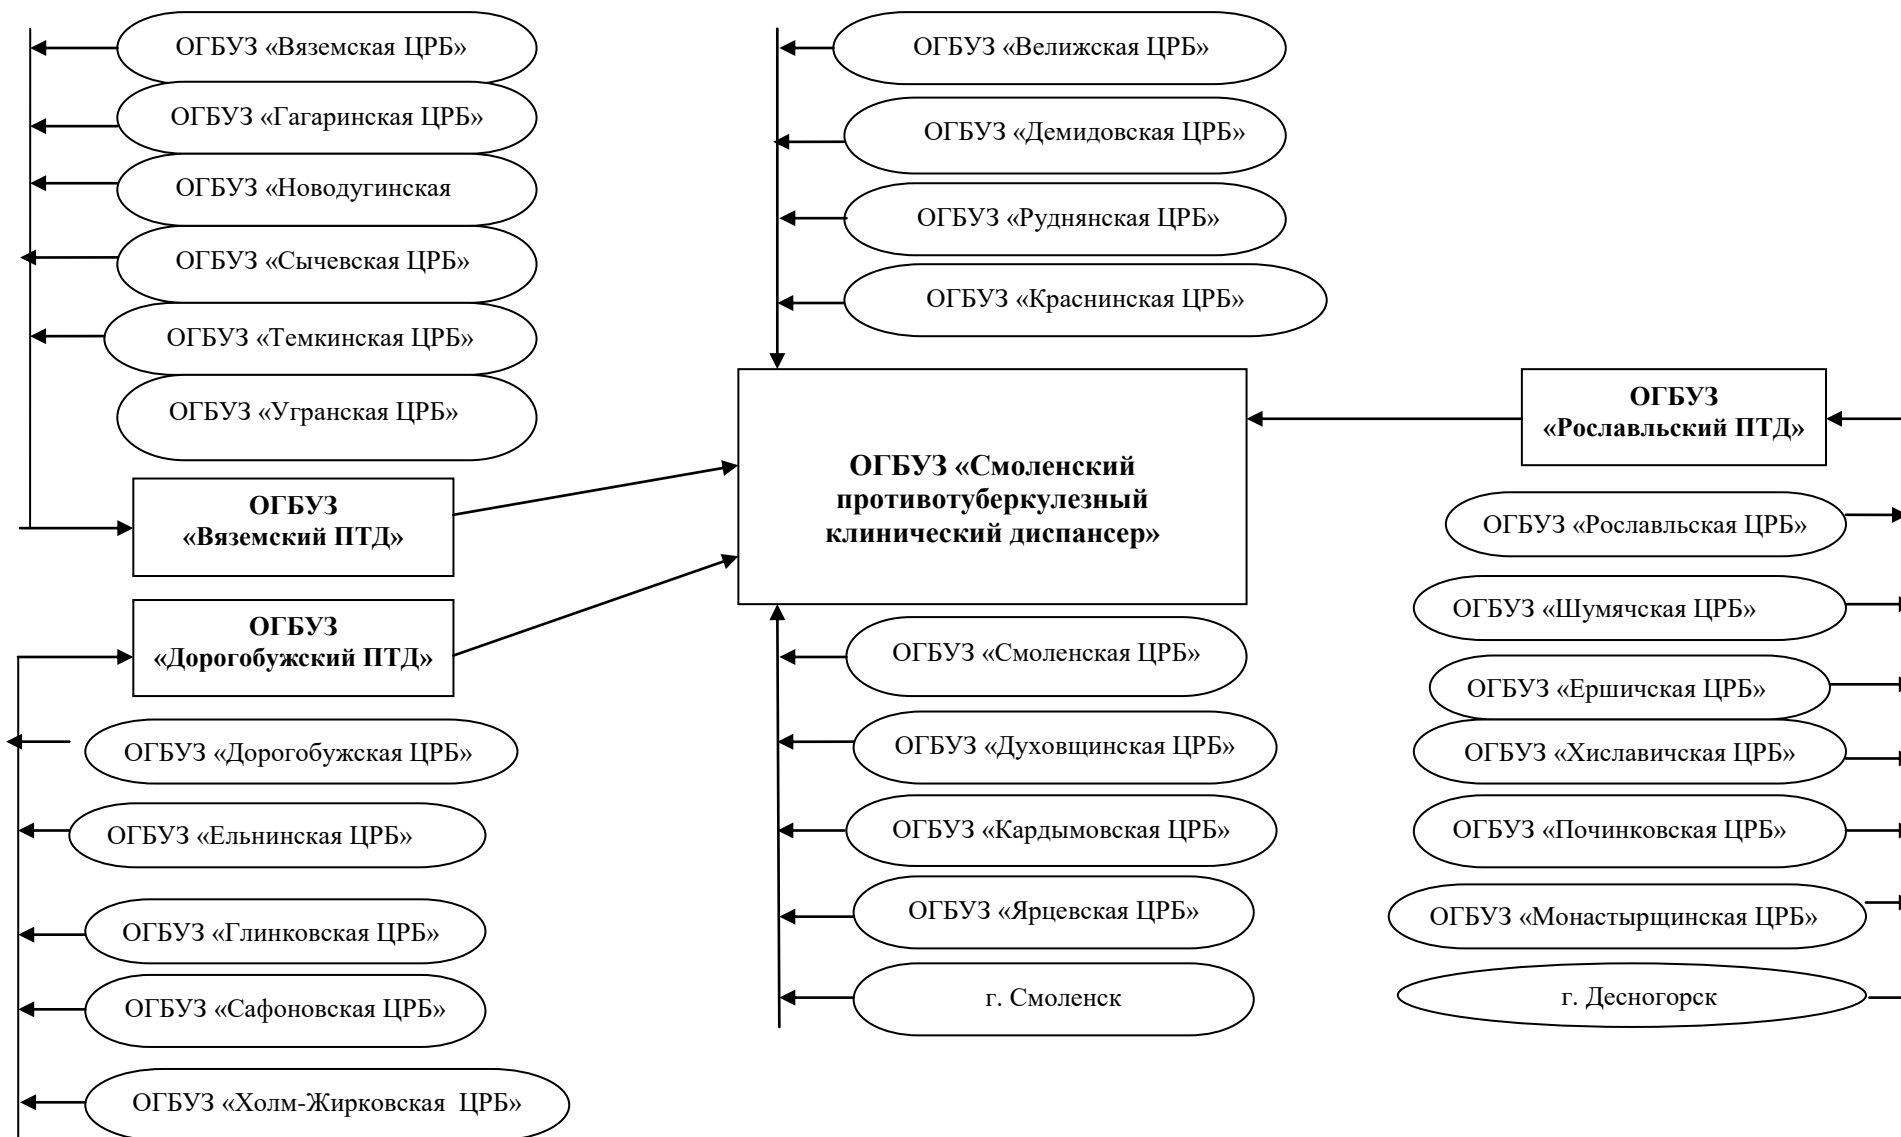 ОГБУЗ «Вяземская ЦРБ»
ОГБУЗ «Гагаринская ЦРБ»
ОГБУЗ «Новодугинская
ОГБУЗ «Сычевская ЦРБ»
ОГБУЗ «Темкинская ЦРБ»
ОГБУЗ «Угранская ЦРБ»
ОГБУЗ
«Вяземский ПТД»
ОГБУЗ
«Дорогобужский ПТД»
ОГБУЗ «Дорогобужская ЦРБ»
ОГБУЗ «Ельнинская ЦРБ»
ОГБУЗ «Глинковская ЦРБ»
ОГБУЗ «Сафоновская ЦРБ»
ОГБУЗ «Холм-Жирковская ЦРБ»
ОГБУЗ «Велижская ЦРБ»
ОГБУЗ «Демидовская ЦРБ»
ОГБУЗ «Руднянская ЦРБ»
ОГБУЗ «Краснинская ЦРБ»
ОГБУЗ «Смоленский
противотуберкулезный
клинический диспансер»
ОГБУЗ «Смоленская ЦРБ»
ОГБУЗ «Духовщинская ЦРБ»
ОГБУЗ «Кардымовская ЦРБ»
ОГБУЗ «Ярцевская ЦРБ»
г. Смоленск
ОГБУЗ
«Рославльский ПТД»
ОГБУЗ «Рославльская ЦРБ»
ОГБУЗ «Шумячская ЦРБ»
ОГБУЗ «Ершичская ЦРБ»
ОГБУЗ «Хиславичская ЦРБ»
ОГБУЗ «Починковская ЦРБ»
ОГБУЗ «Монастырщинская ЦРБ»
г. Десногорск